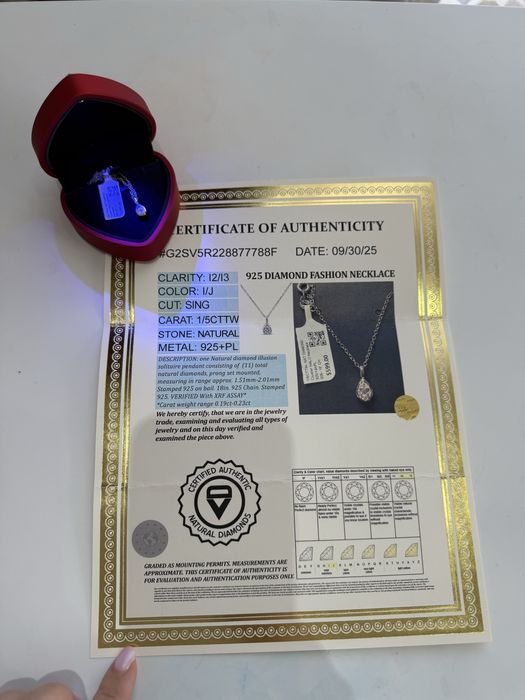 CERTIFICATE OF AUTHENTICITY
#G2SV5R228877788F DATE: 09/30/25
925 DIAMOND FASHION NECKLACE
CLARITY: I2/I3
COLOR: I/J
CUT: SING
CARAT: 1/5CTTW
STONE: NATURAL
METAL: 925+PL
DESCRIPTION: one Natural diamond illusion
solitaire pendant consisting of (11) total
natural diamonds, prong set mounted,
measuring in range approx. 1.51mm-2.01mm
Stamped 925 on bail. 18in. 925 Chain. Stamped
925. VERIFIED With XRF ASSAY*
*Carat weight range 0.19ct-0.23ct
We hereby certify, that we are in the jewelry
trade, examining and evaluating all types of
jewelry and on this day verified and
examined the piece above.
$599.00
CERTIFIED AUTHENTIC
NATURAL DIAMONDS
GRADED AS MOUNTING PERMITS. MEASUREMENTS ARE
APPROXIMATE. THIS CERTIFICATE OF AUTHENTICITY IS
FOR EVALUATION AND AUTHENTICATION PURPOSES ONLY